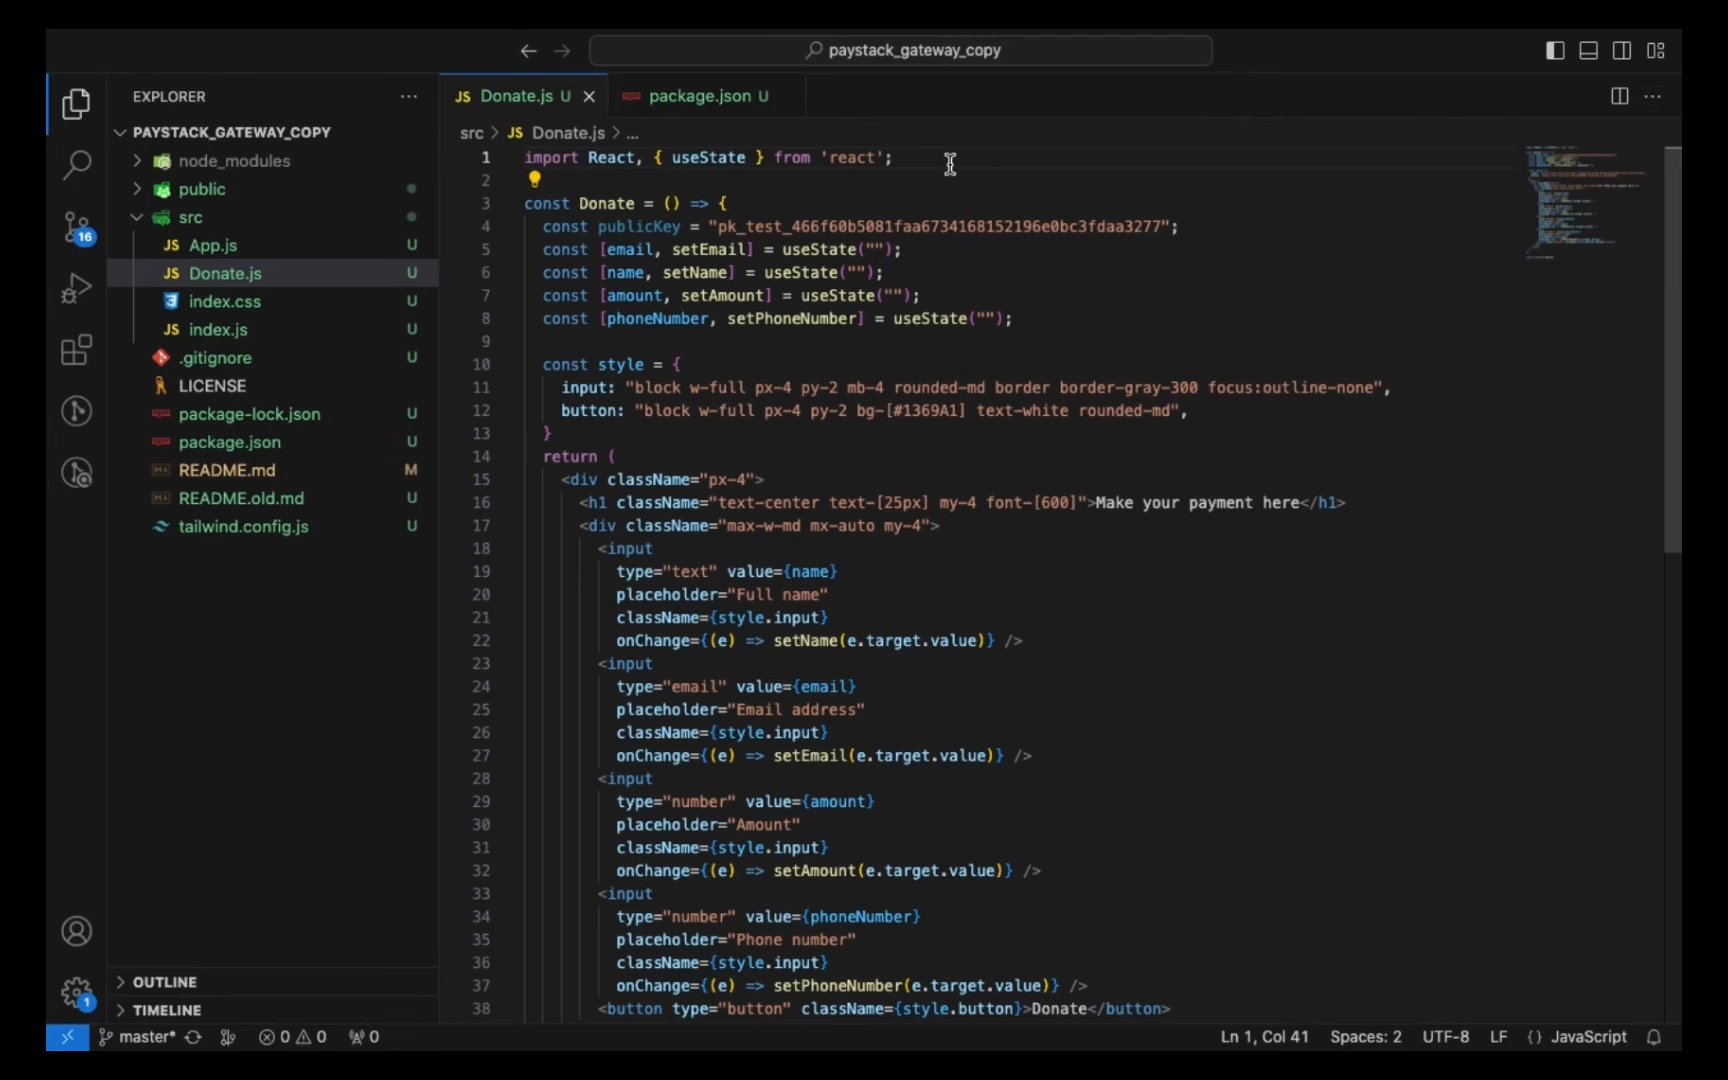 paystack_gateway_copy
EXPLORER
PAYSTACK_GATEWAY_COPY
node_modules
public
src
App.js U
Donate.js U
index.css U
index.js U
.gitignore U
LICENSE
package-lock.json U
package.json U
README.md M
README.old.md U
tailwind.config.js U
OUTLINE
TIMELINE
16
1
JS Donate.js U
package.json U
src > JS Donate.js > ...
1 import React, { useState } from 'react';
2
3 const Donate = () => {
4 const publicKey = "pk_test_466f60b5081faa6734168152196e0bc3fdaa3277";
5 const [email, setEmail] = useState("");
6 const [name, setName] = useState("");
7 const [amount, setAmount] = useState("");
8 const [phoneNumber, setPhoneNumber] = useState("");
9
10 const style = {
11 input: "block w-full px-4 py-2 mb-4 rounded-md border border-gray-300 focus:outline-none",
12 button: "block w-full px-4 py-2 bg-[#1369A1] text-white rounded-md",
13 }
14 return (
15 <div className="px-4">
16 <h1 className="text-center text-[25px] my-4 font-[600]">Make your payment here</h1>
17 <div className="max-w-md mx-auto my-4">
18 <input
19 type="text" value={name}
20 placeholder="Full name"
21 className={style.input}
22 onChange={(e) => setName(e.target.value)} />
23 <input
24 type="email" value={email}
25 placeholder="Email address"
26 className={style.input}
27 onChange={(e) => setEmail(e.target.value)} />
28 <input
29 type="number" value={amount}
30 placeholder="Amount"
31 className={style.input}
32 onChange={(e) => setAmount(e.target.value)} />
33 <input
34 type="number" value={phoneNumber}
35 placeholder="Phone number"
36 className={style.input}
37 onChange={(e) => setPhoneNumber(e.target.value)} />
38 <button type="button" className={style.button}>Donate</button>
master* 0 0 0 Ln 1, Col 41 Spaces: 2 UTF-8 LF {} JavaScript